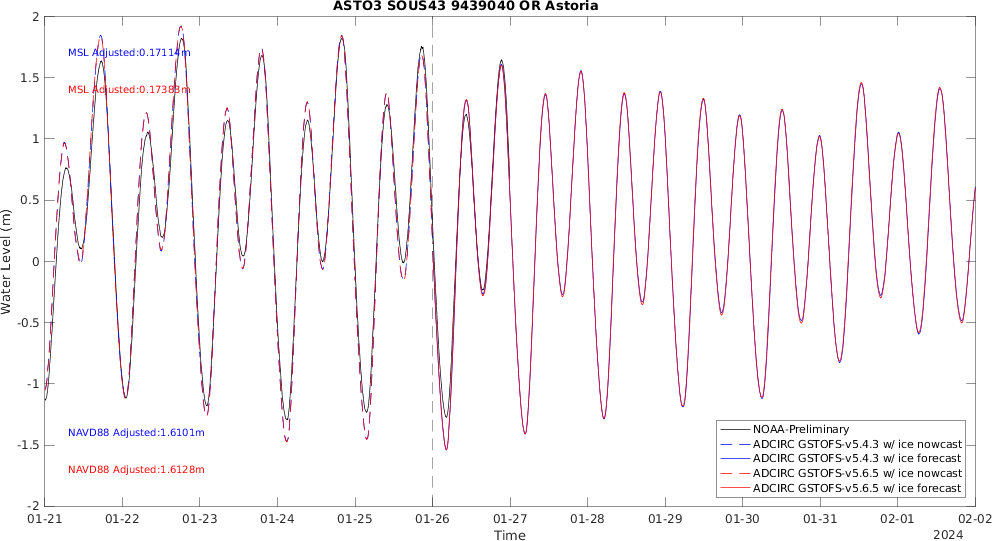 ASTO3 SOUS43 9439040 OR Astoria
2
1.5
1
0.5
0
-0.5
-1
-1.5
-2
Water Level (m)
MSL Adjusted:0.17114m
MSL Adjusted:0.17383m
NAVD88 Adjusted:1.6101m
NAVD88 Adjusted:1.6128m
NOAA-Preliminary
ADCIRC GSTOFS-v5.4.3 w/ ice nowcast
ADCIRC GSTOFS-v5.4.3 w/ ice forecast
ADCIRC GSTOFS-v5.6.5 w/ ice nowcast
ADCIRC GSTOFS-v5.6.5 w/ ice forecast
01-21 01-22 01-23 01-24 01-25 01-26 01-27 01-28 01-29 01-30 01-31 02-01 02-02
Time
2024